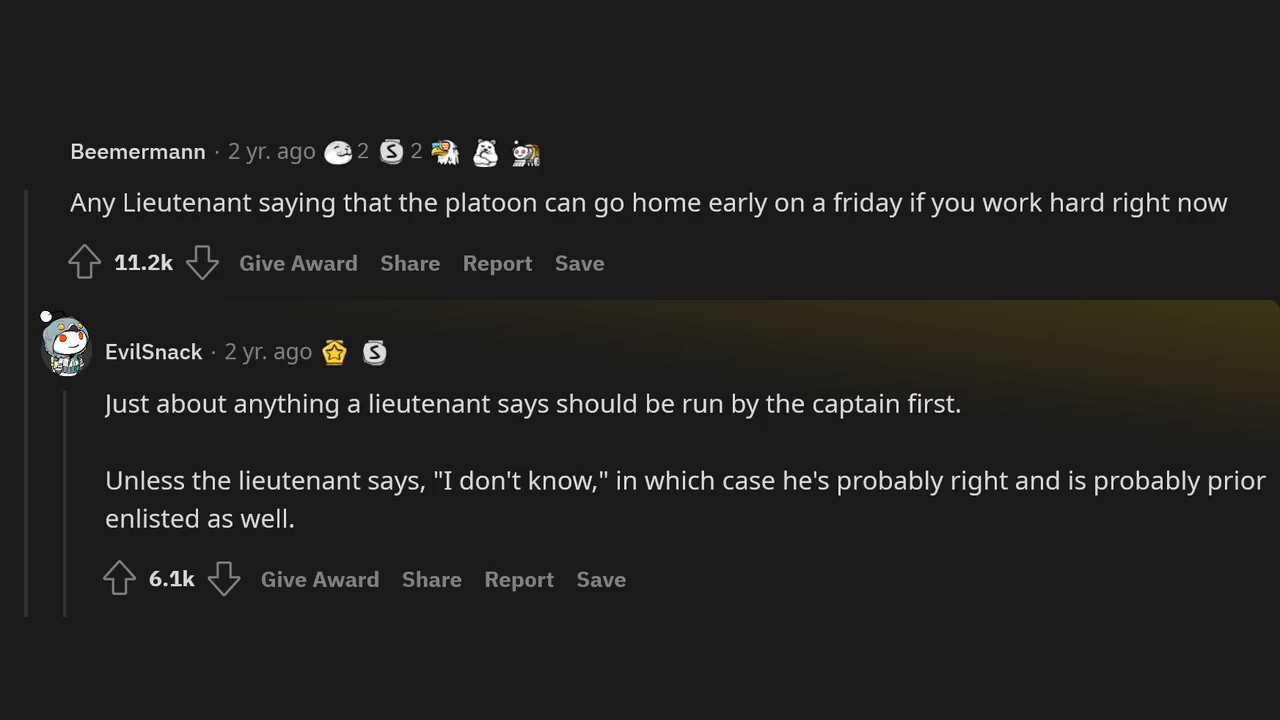 Beemermann · 2 yr. ago 2 2
Any Lieutenant saying that the platoon can go home early on a friday if you work hard right now
11.2k Give Award Share Report Save
EvilSnack · 2 yr. ago
Just about anything a lieutenant says should be run by the captain first.
Unless the lieutenant says, "I don't know," in which case he's probably right and is probably prior
enlisted as well.
6.1k Give Award Share Report Save